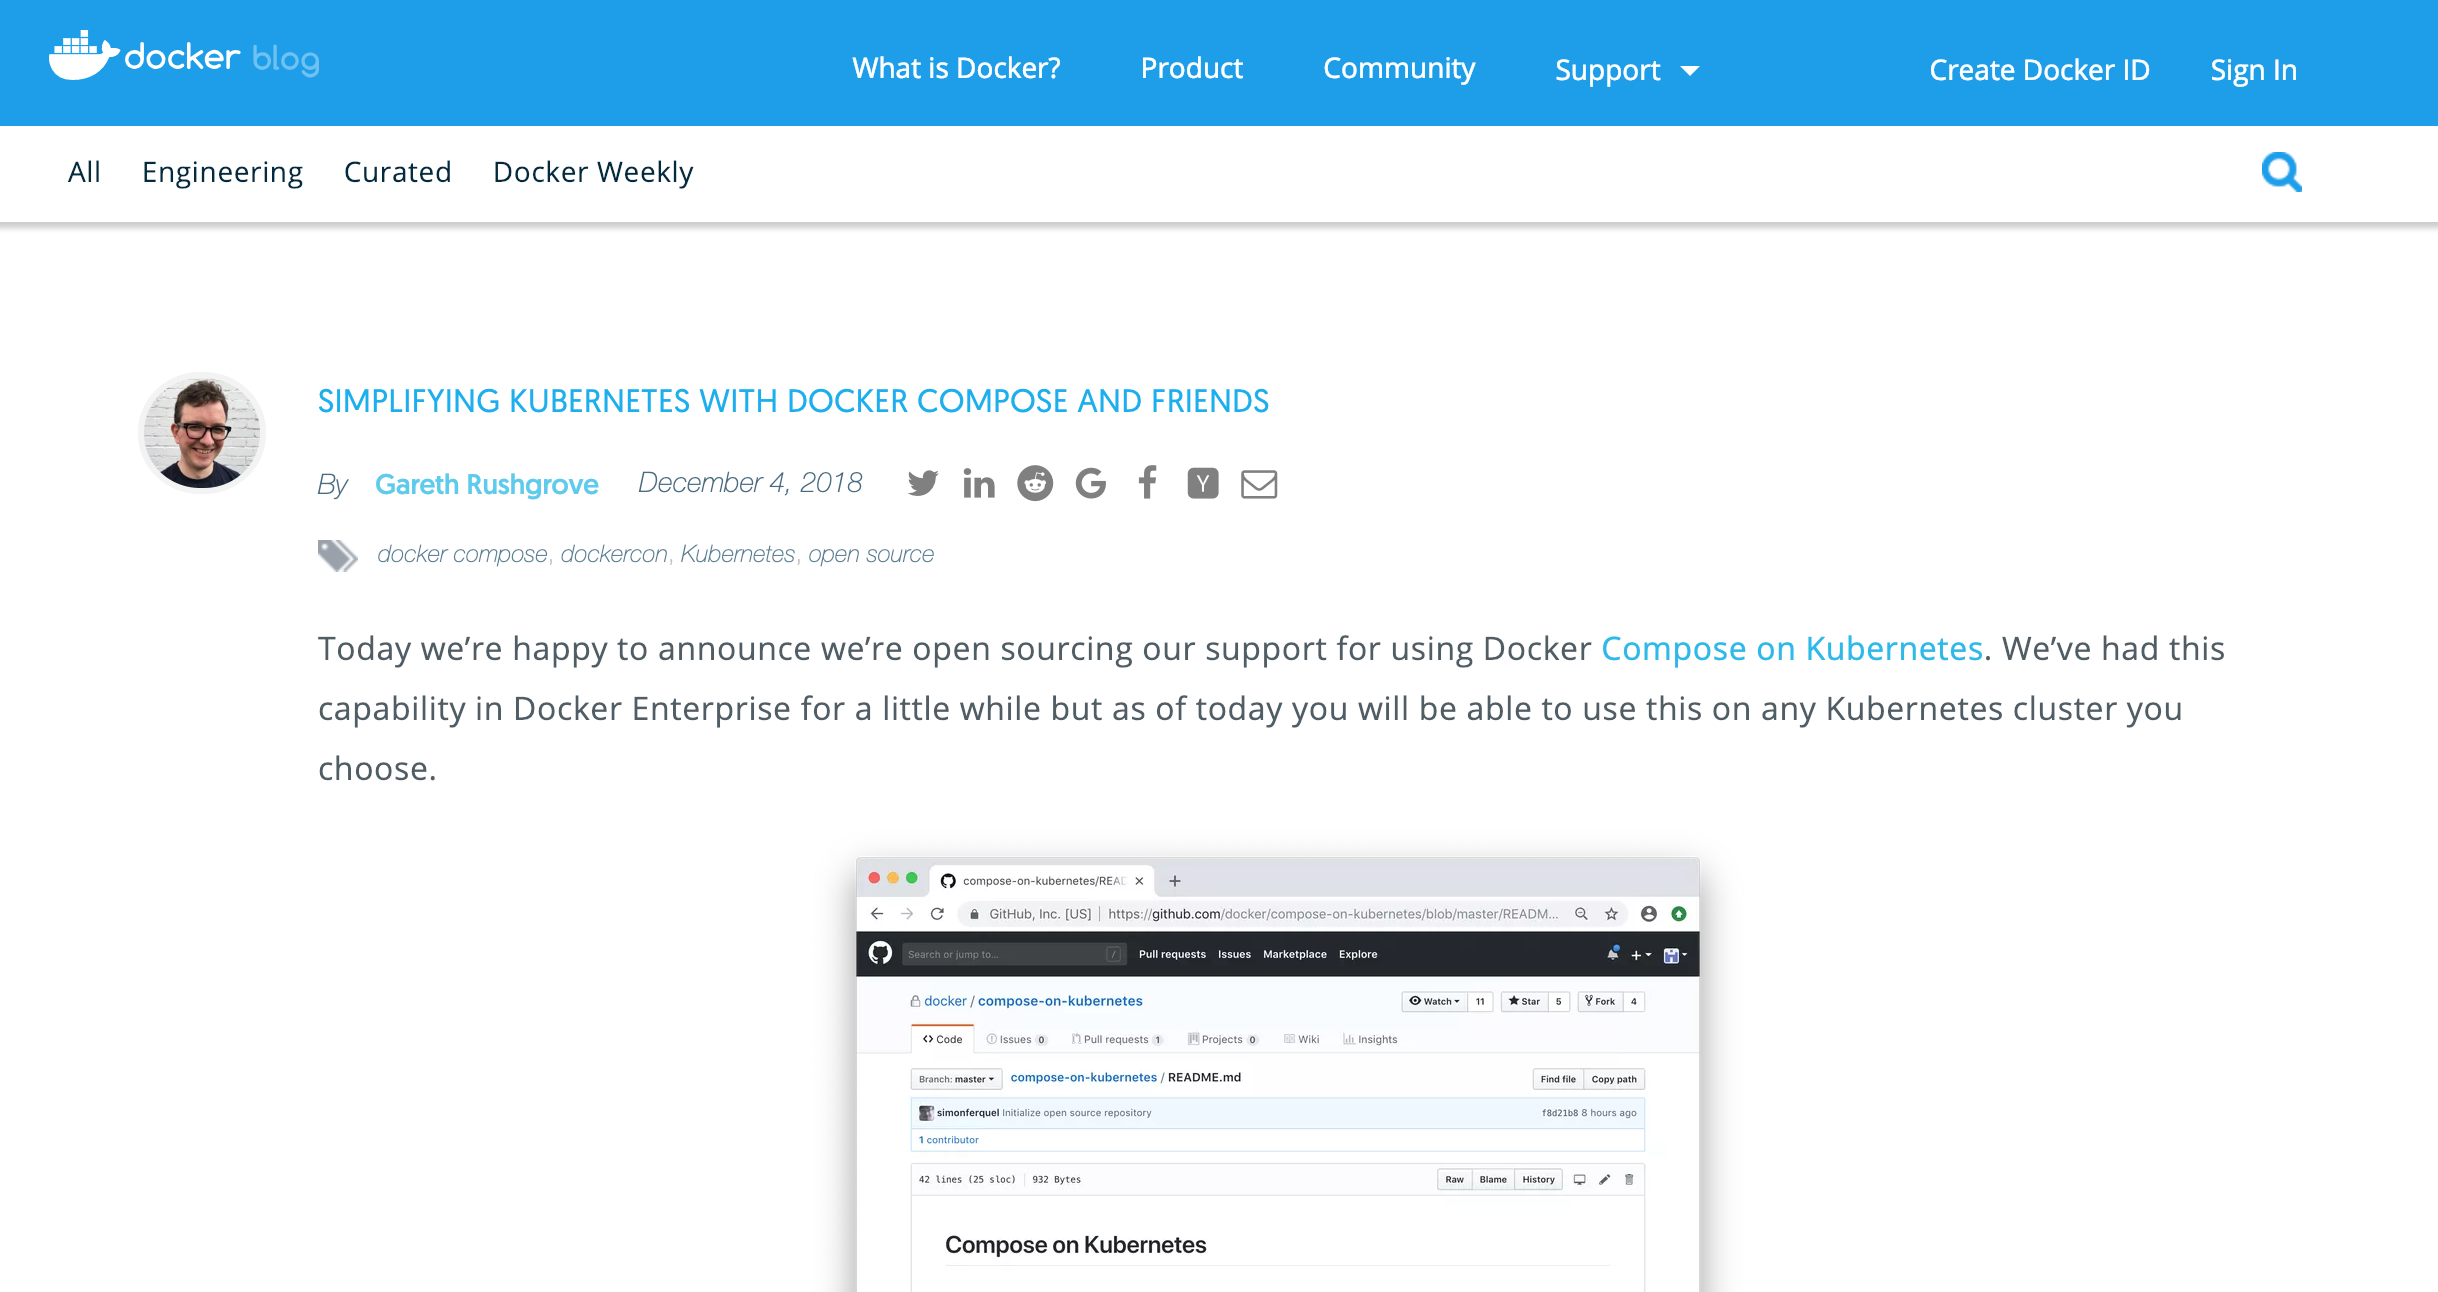 docker blog
What is Docker? Product Community Support Create Docker ID Sign In
All Engineering Curated Docker Weekly
SIMPLIFYING KUBERNETES WITH DOCKER COMPOSE AND FRIENDS
By Gareth Rushgrove December 4, 2018
docker compose, dockercon, Kubernetes, open source
Today we’re happy to announce we’re open sourcing our support for using Docker Compose on Kubernetes. We’ve had this
capability in Docker Enterprise for a little while but as of today you will be able to use this on any Kubernetes cluster you
choose.
compose-on-kubernetes/REA
GitHub, Inc. [US] | https://github.com/docker/compose-on-kubernetes/blob/master/READM...
Search or jump to... / Pull requests Issues Marketplace Explore
docker / compose-on-kubernetes Watch 11 Star 5 Fork 4
Code Issues 0 Pull requests 1 Projects 0 Wiki Insights
Branch: master compose-on-kubernetes / README.md Find file Copy path
simonferquel Initialize open source repository f8d21b8 8 hours ago
1 contributor
42 lines (25 sloc) 932 Bytes Raw Blame History
Compose on Kubernetes